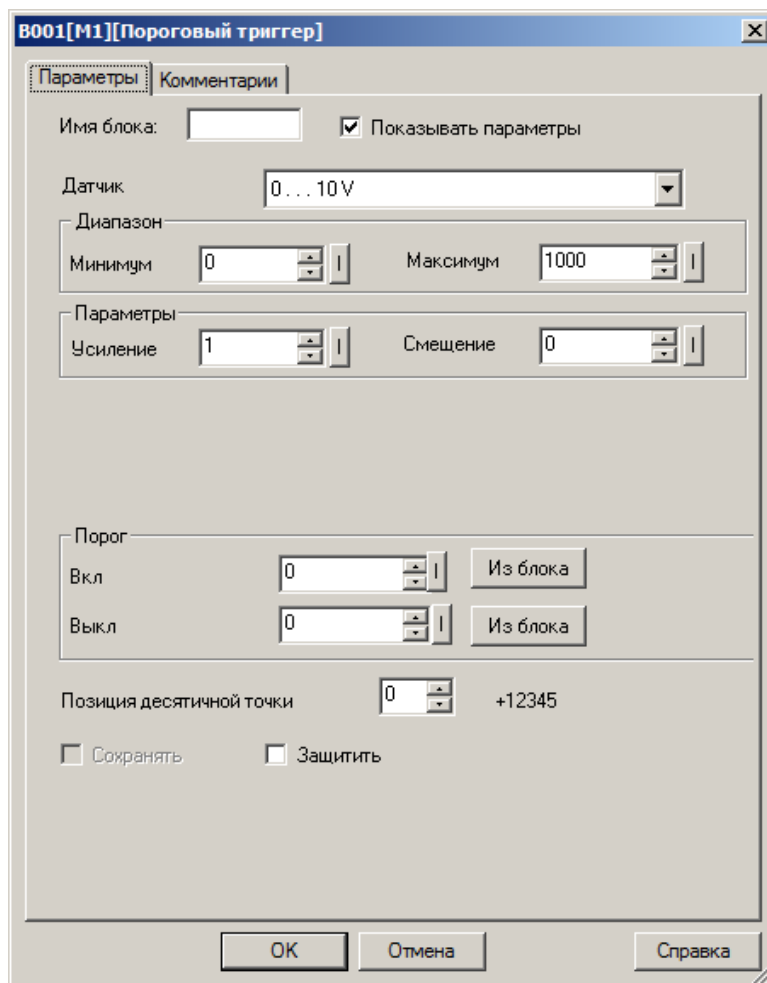 B001[M1][Пороговый триггер]
Параметры Комментарии
Имя блока: Показывать параметры
Датчик 0 . . . 10 V
Диапазон
Минимум 0 Максимум 1000
Параметры
Усиление 1 Смещение 0
Порог
Вкл 0 Из блока
Выкл 0 Из блока
Позиция десятичной точки 0 +12345
Сохранять Защитить
OK Отмена Справка